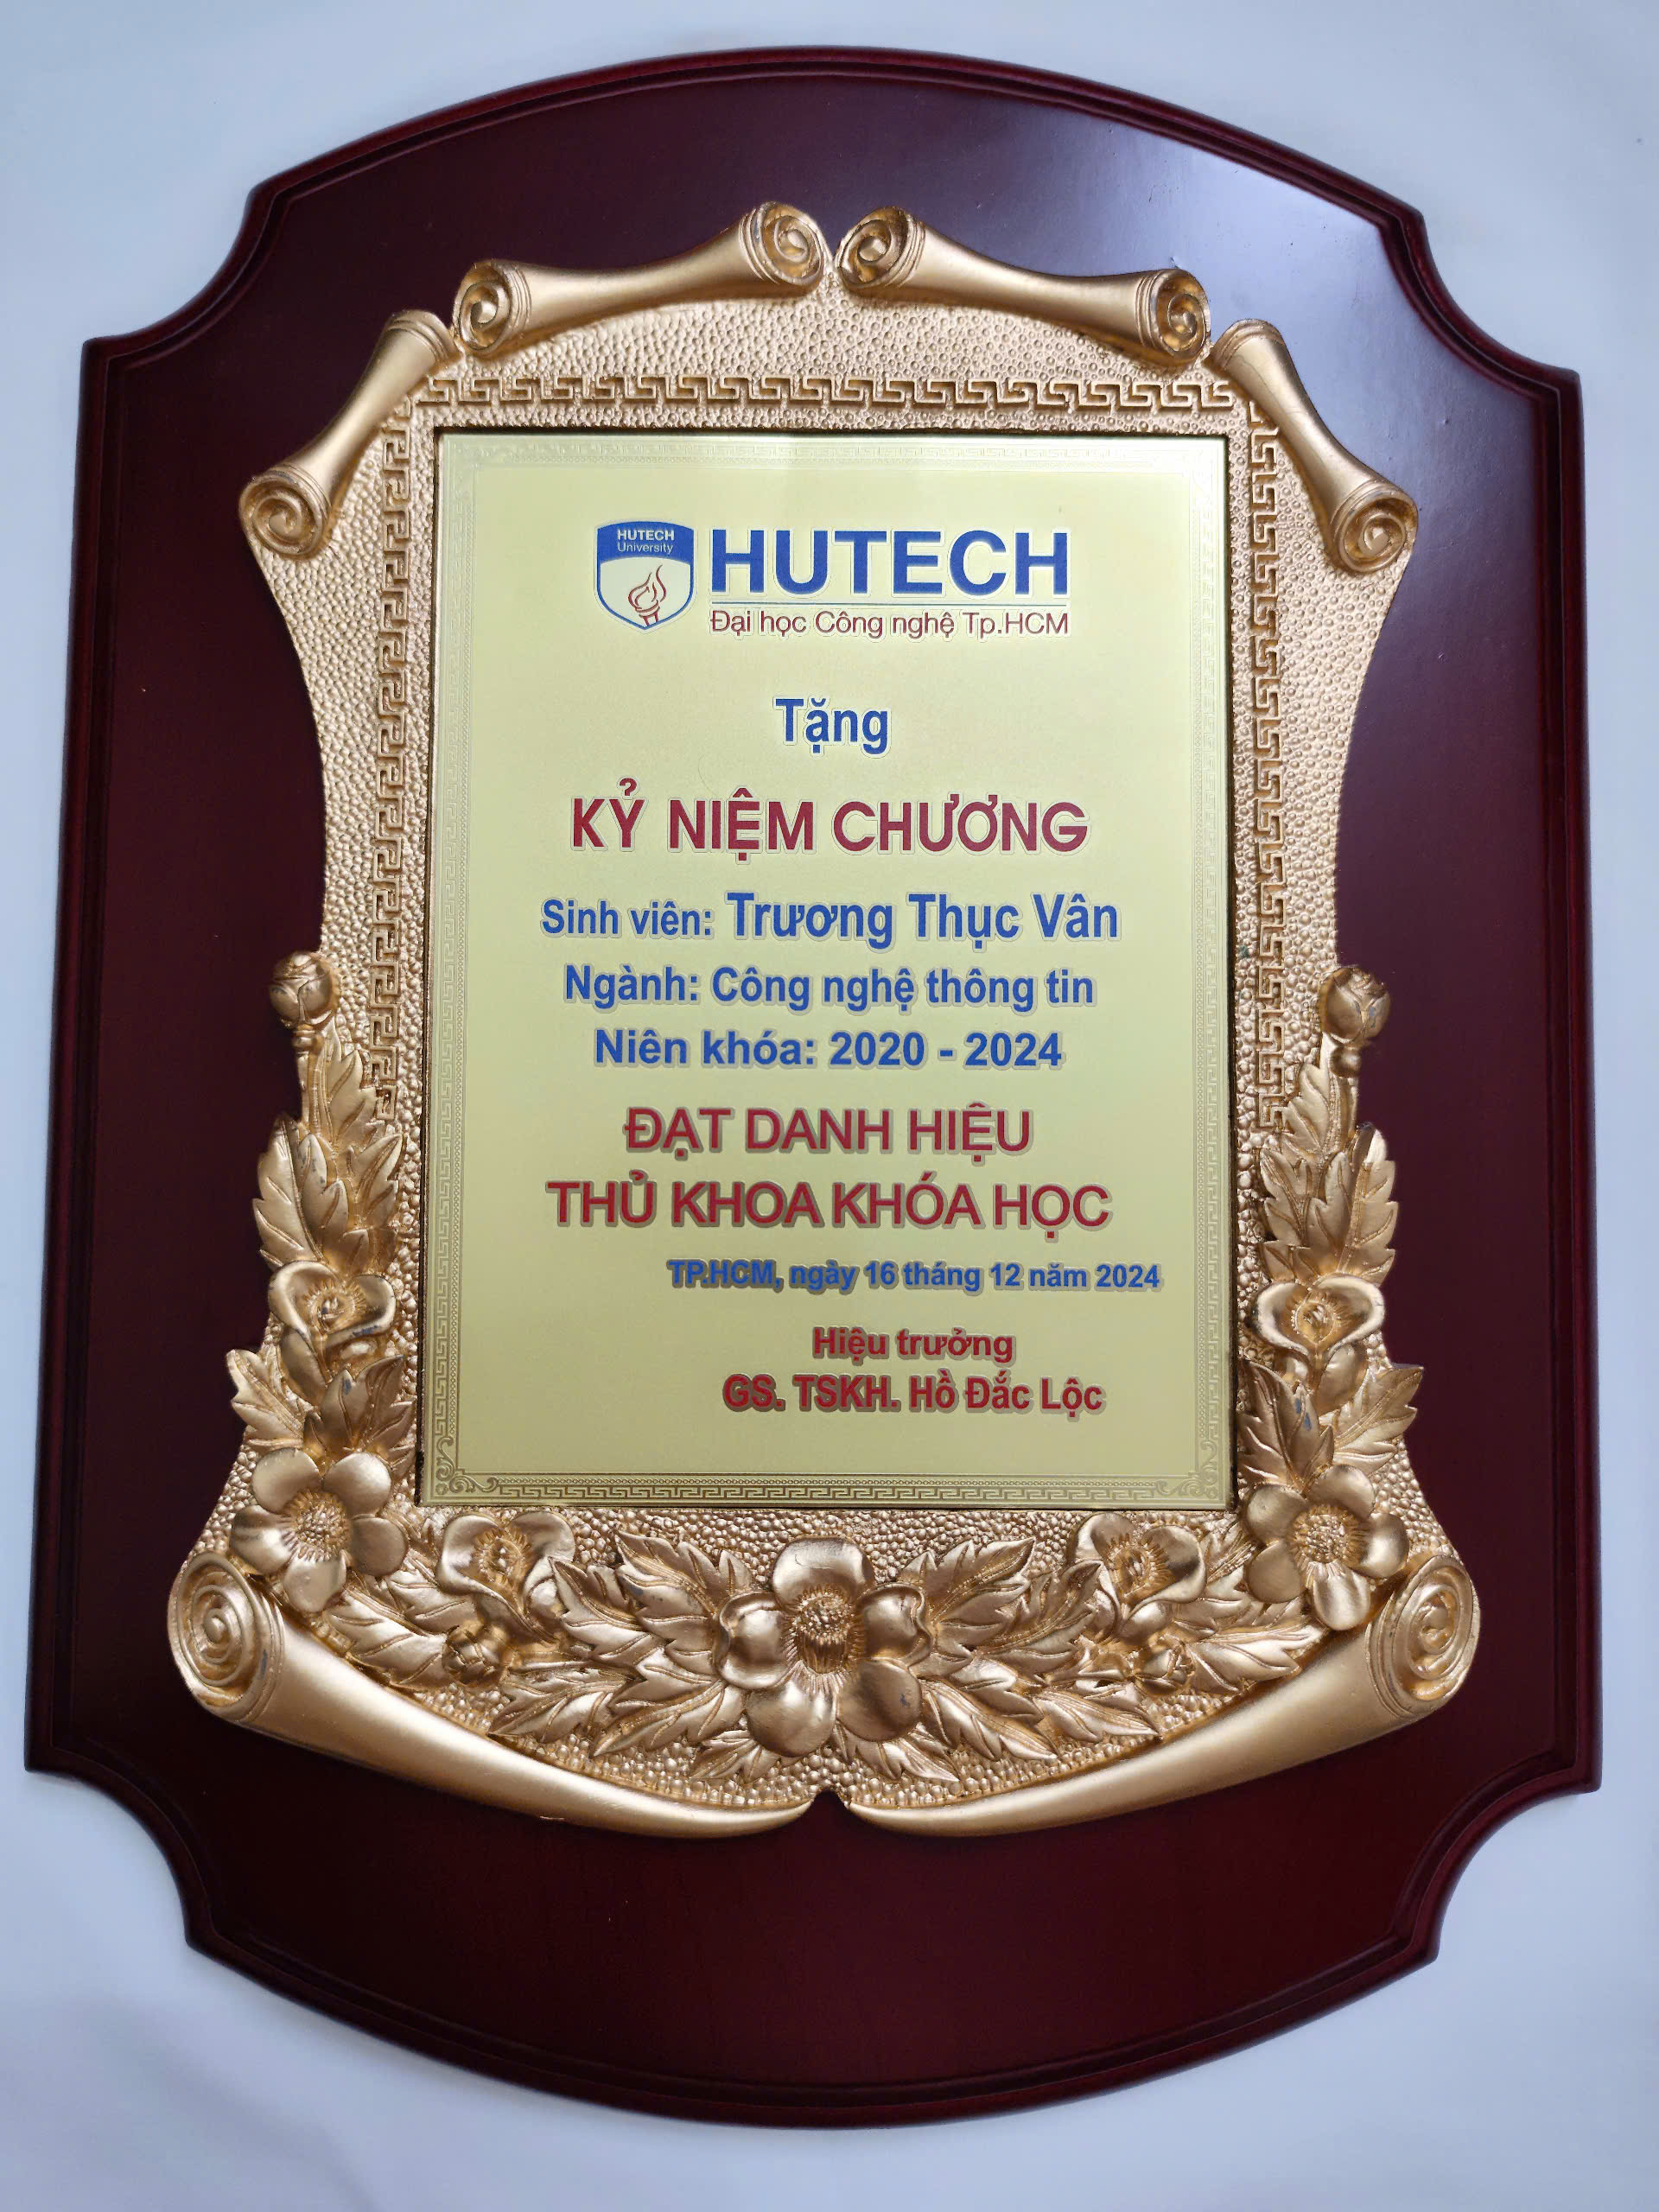 HUTECH
University
HUTECH
Đại học Công nghệ Tp.HCM
Tặng
KỶ NIỆM CHƯƠNG
Sinh viên: Trương Thục Vân
Ngành: Công nghệ thông tin
Niên khóa: 2020 - 2024
ĐẠT DANH HIỆU
THỦ KHOA KHÓA HỌC
TP.HCM, ngày 16 tháng 12 năm 2024
Hiệu trưởng
GS. TSKH. Hồ Đắc Lộc